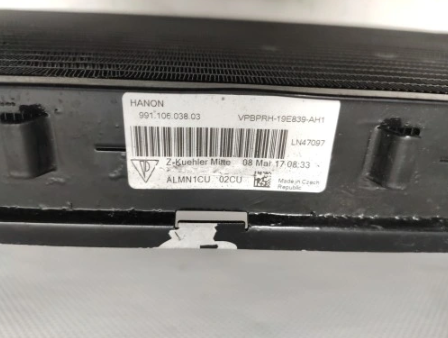 HANON
991.106.038.03 VPBPRH-19E839-AH1
LN47097
Z-Kuehler Mitte 08 Mar 17 08:33
ALMN1CU 02CU Made in Czech
Republic